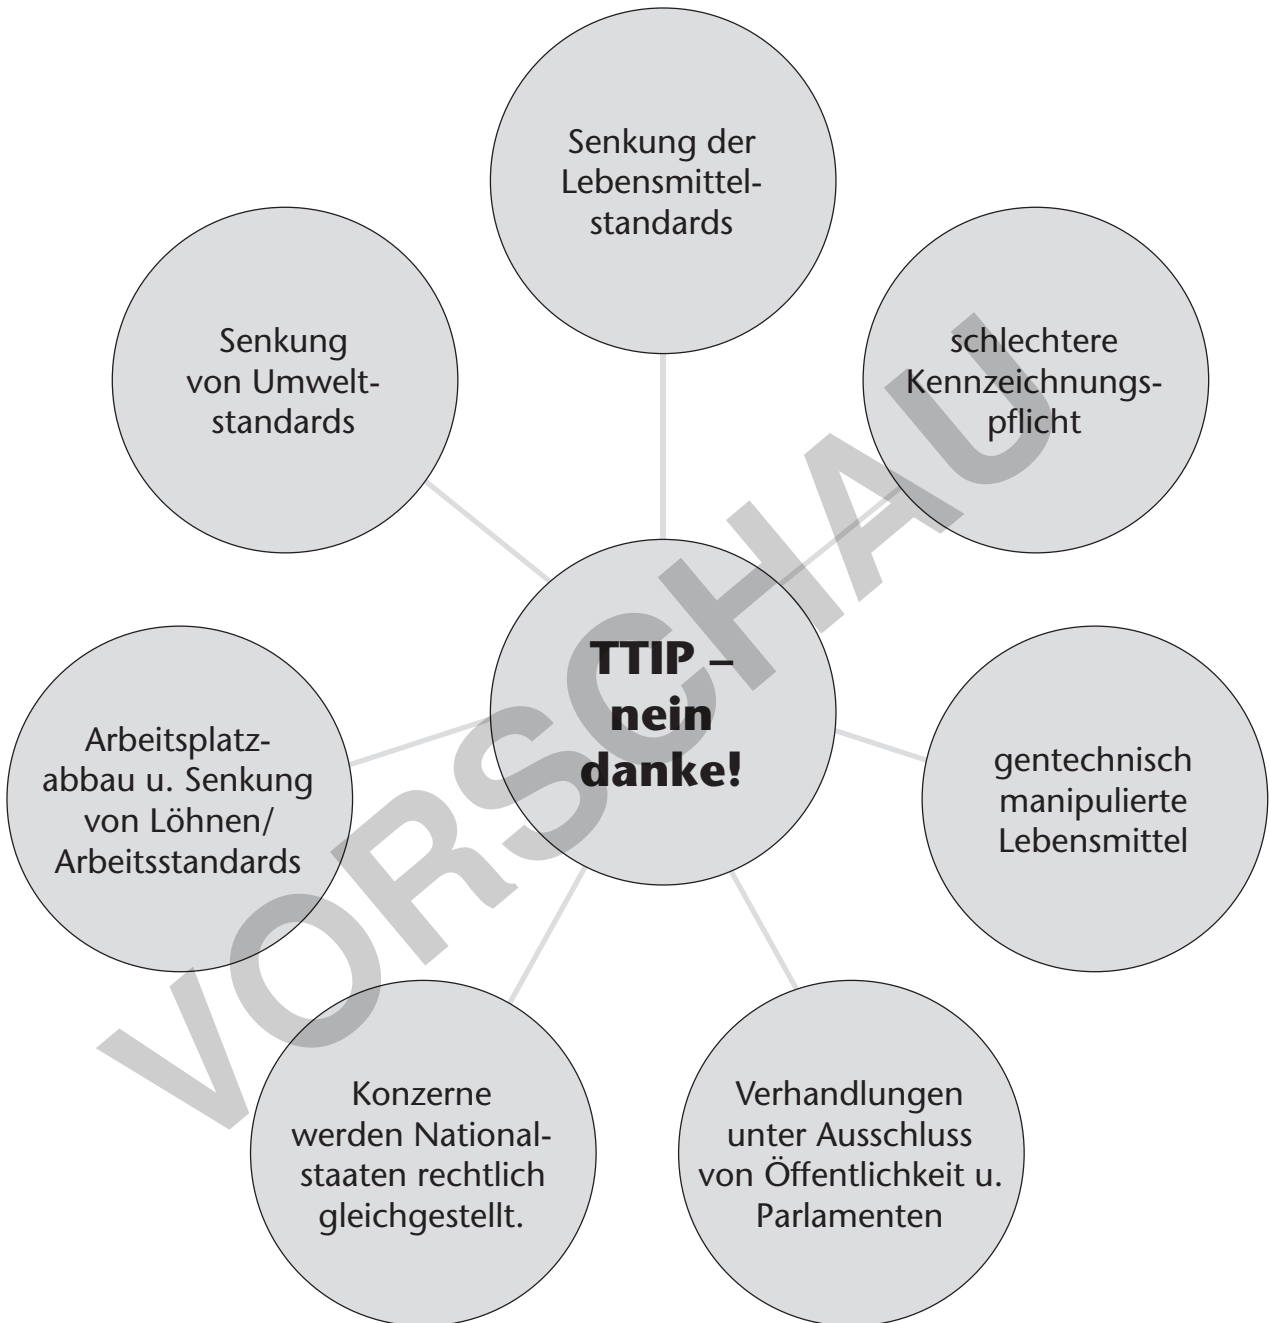 Senkung der
Lebensmittel-
standards
Senkung
von Umwelt-
standards
schlechtere
Kennzeichnungs-
pflicht
TTIP –
nein
danke!
Arbeitsplatz-
abbau u. Senkung
von Löhnen/
Arbeitsstandards
gentechnisch
manipulierte
Lebensmittel
Konzerne
werden National-
staaten rechtlich
gleichgestellt.
Verhandlungen
unter Ausschluss
von Öffentlichkeit u.
Parlamenten
VORSCHAU